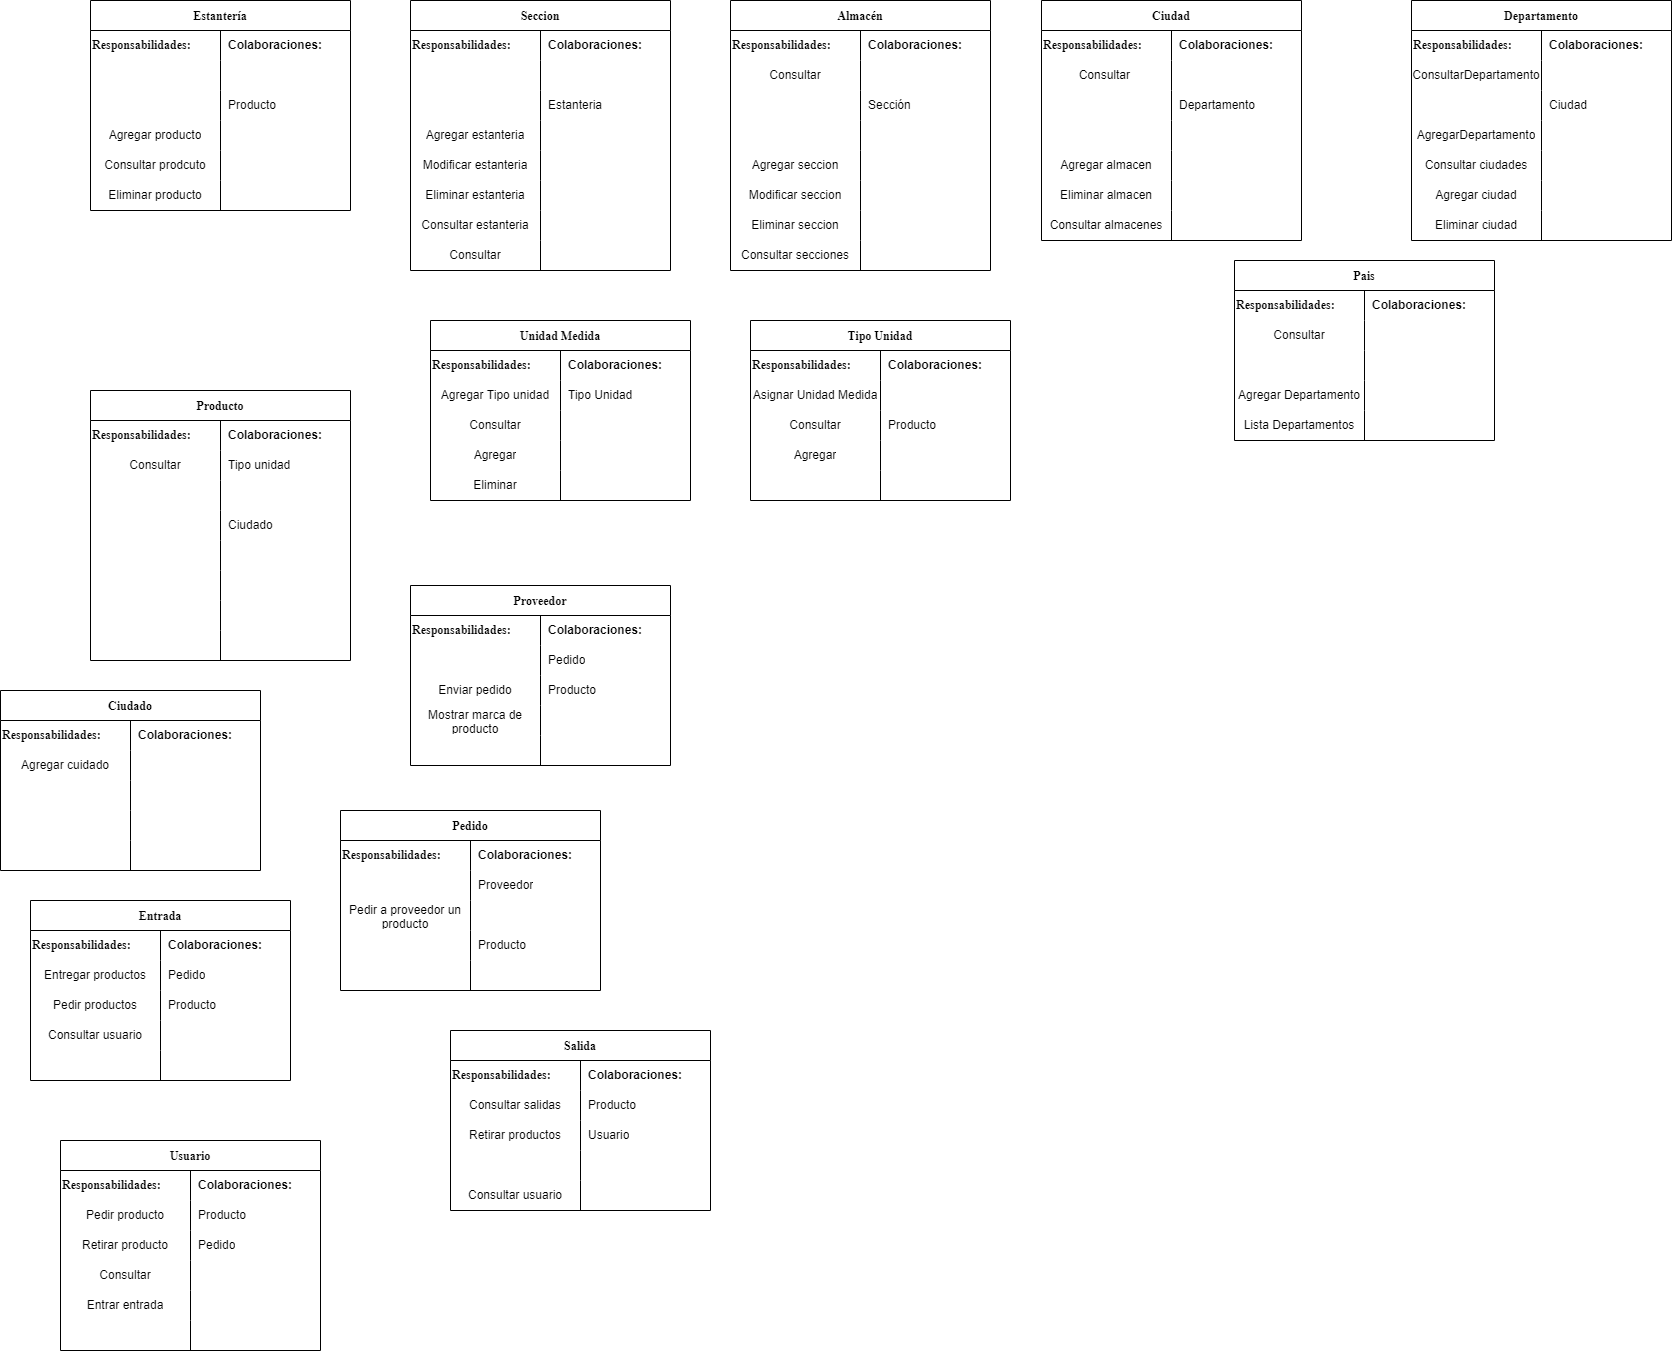 Estantería
Responsabilidades:
Colaboraciones:
Producto
Agregar producto
Consultar prodcuto
Eliminar producto
Seccion
Responsabilidades:
Colaboraciones:
Estanteria
Agregar estanteria
Modificar estanteria
Eliminar estanteria
Consultar estanteria
Consultar
Almacén
Responsabilidades:
Colaboraciones:
Consultar
Sección
Agregar seccion
Modificar seccion
Eliminar seccion
Consultar secciones
Ciudad
Responsabilidades:
Colaboraciones:
Consultar
Departamento
Agregar almacen
Eliminar almacen
Consultar almacenes
Departamento
Responsabilidades:
Colaboraciones:
ConsultarDepartamento
Ciudad
AgregarDepartamento
Consultar ciudades
Agregar ciudad
Eliminar ciudad
Pais
Responsabilidades:
Colaboraciones:
Consultar
Agregar Departamento
Lista Departamentos
Unidad Medida
Responsabilidades:
Colaboraciones:
Agregar Tipo unidad
Tipo Unidad
Consultar
Agregar
Eliminar
Tipo Unidad
Responsabilidades:
Colaboraciones:
Asignar Unidad Medida
Consultar
Producto
Agregar
Producto
Responsabilidades:
Colaboraciones:
Consultar
Tipo unidad
Ciudado
Proveedor
Responsabilidades:
Colaboraciones:
Pedido
Enviar pedido
Producto
Mostrar marca de
producto
Ciudado
Responsabilidades:
Colaboraciones:
Agregar cuidado
Pedido
Responsabilidades:
Colaboraciones:
Proveedor
Pedir a proveedor un
producto
Producto
Entrada
Responsabilidades:
Colaboraciones:
Entregar productos
Pedido
Pedir productos
Producto
Consultar usuario
Salida
Responsabilidades:
Colaboraciones:
Consultar salidas
Producto
Retirar productos
Usuario
Consultar usuario
Usuario
Responsabilidades:
Colaboraciones:
Pedir producto
Producto
Retirar producto
Pedido
Consultar
Entrar entrada